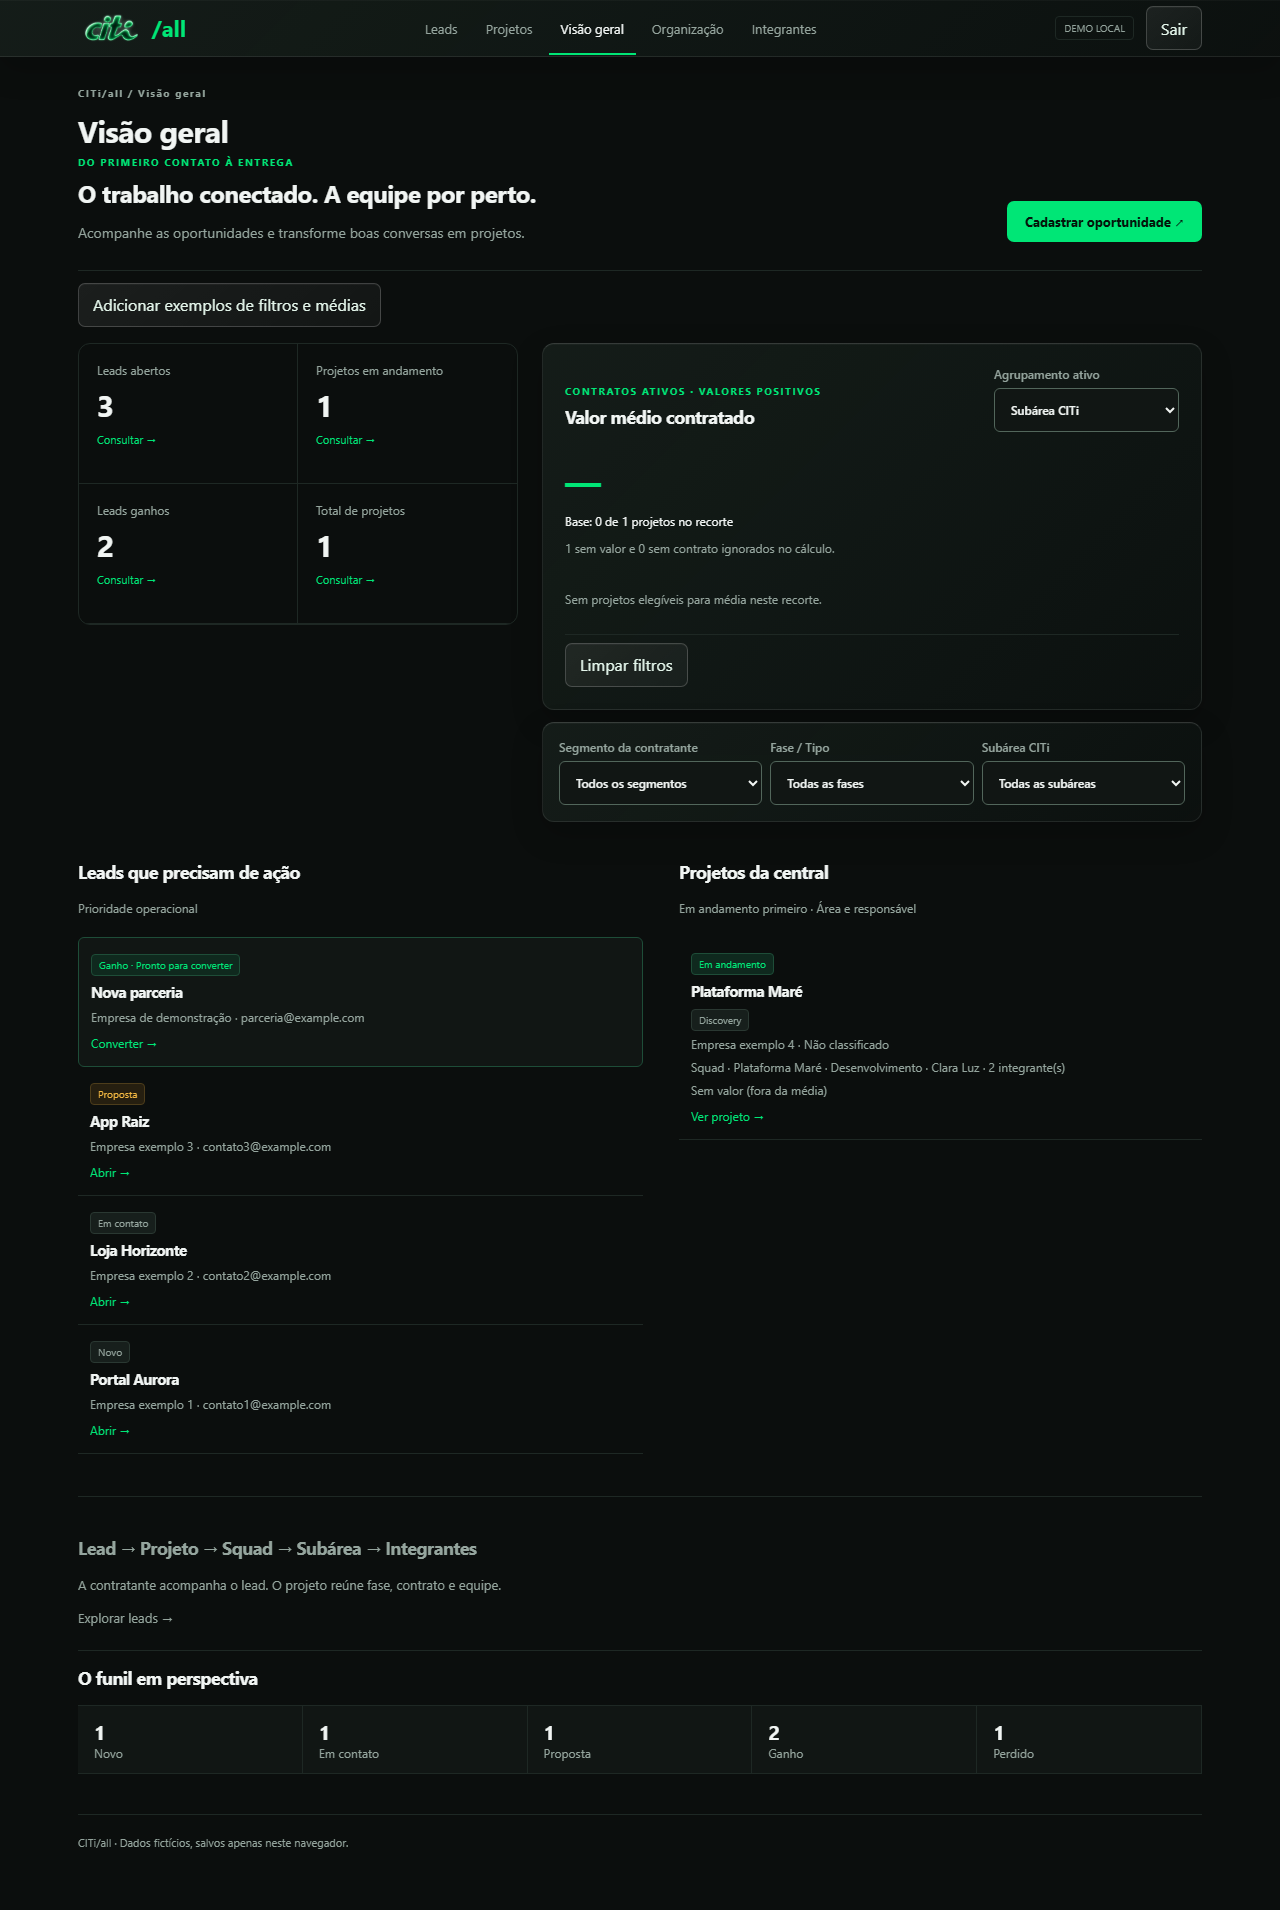 citi /all
Leads
Projetos
Visão geral
Organização
Integrantes
DEMO LOCAL
Sair
CITi/all / Visão geral
Visão geral
DO PRIMEIRO CONTATO À ENTREGA
O trabalho conectado. A equipe por perto.
Acompanhe as oportunidades e transforme boas conversas em projetos.
Cadastrar oportunidade ↗
Adicionar exemplos de filtros e médias
Leads abertos
3
Consultar →
Projetos em andamento
1
Consultar →
Leads ganhos
2
Consultar →
Total de projetos
1
Consultar →
CONTRATOS ATIVOS · VALORES POSITIVOS
Valor médio contratado
Agrupamento ativo
Subárea CITi
—
Base: 0 de 1 projetos no recorte
1 sem valor e 0 sem contrato ignorados no cálculo.
Sem projetos elegíveis para média neste recorte.
Limpar filtros
Segmento da contratante
Todos os segmentos
Fase / Tipo
Todas as fases
Subárea CITi
Todas as subáreas
Leads que precisam de ação
Prioridade operacional
Ganho · Pronto para converter
Nova parceria
Empresa de demonstração · parceria@example.com
Converter →
Proposta
App Raiz
Empresa exemplo 3 · contato3@example.com
Abrir →
Em contato
Loja Horizonte
Empresa exemplo 2 · contato2@example.com
Abrir →
Novo
Portal Aurora
Empresa exemplo 1 · contato1@example.com
Abrir →
Projetos da central
Em andamento primeiro · Área e responsável
Em andamento
Plataforma Maré
Discovery
Empresa exemplo 4 · Não classificado
Squad · Plataforma Maré · Desenvolvimento · Clara Luz · 2 integrante(s)
Sem valor (fora da média)
Ver projeto →
Lead → Projeto → Squad → Subárea → Integrantes
A contratante acompanha o lead. O projeto reúne fase, contrato e equipe.
Explorar leads →
O funil em perspectiva
1
Novo
1
Em contato
1
Proposta
2
Ganho
1
Perdido
CITi/all · Dados fictícios, salvos apenas neste navegador.